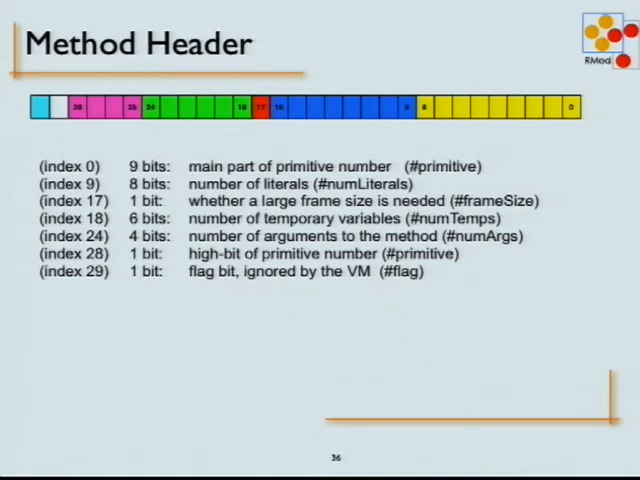 Method Header
RMod
28 25 24 18 17 16 9 8 0
(index 0) 9 bits: main part of primitive number (#primitive)
(index 9) 8 bits: number of literals (#numLiterals)
(index 17) 1 bit: whether a large frame size is needed (#frameSize)
(index 18) 6 bits: number of temporary variables (#numTemps)
(index 24) 4 bits: number of arguments to the method (#numArgs)
(index 28) 1 bit: high-bit of primitive number (#primitive)
(index 29) 1 bit: flag bit, ignored by the VM (#flag)
36